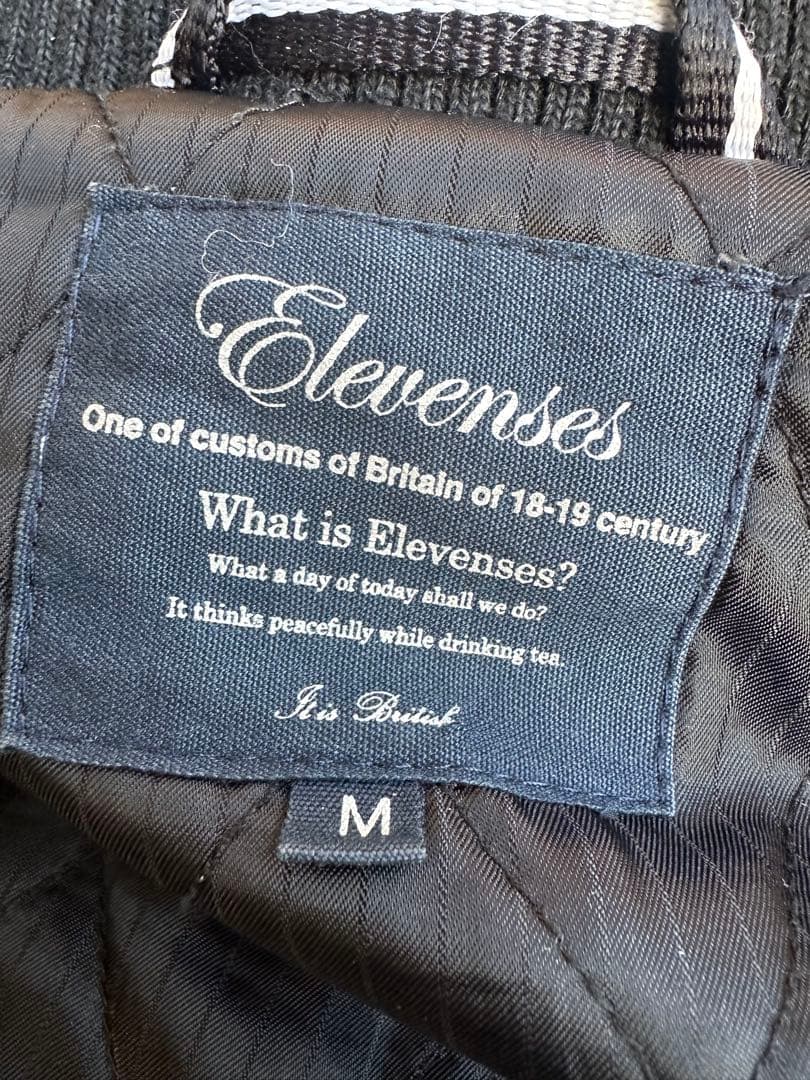 Elevenses
One of customs of Britain of 18-19 century
What is Elevenses?
What a day of today shall we do?
It thinks peacefully while drinking tea.
It is British
M